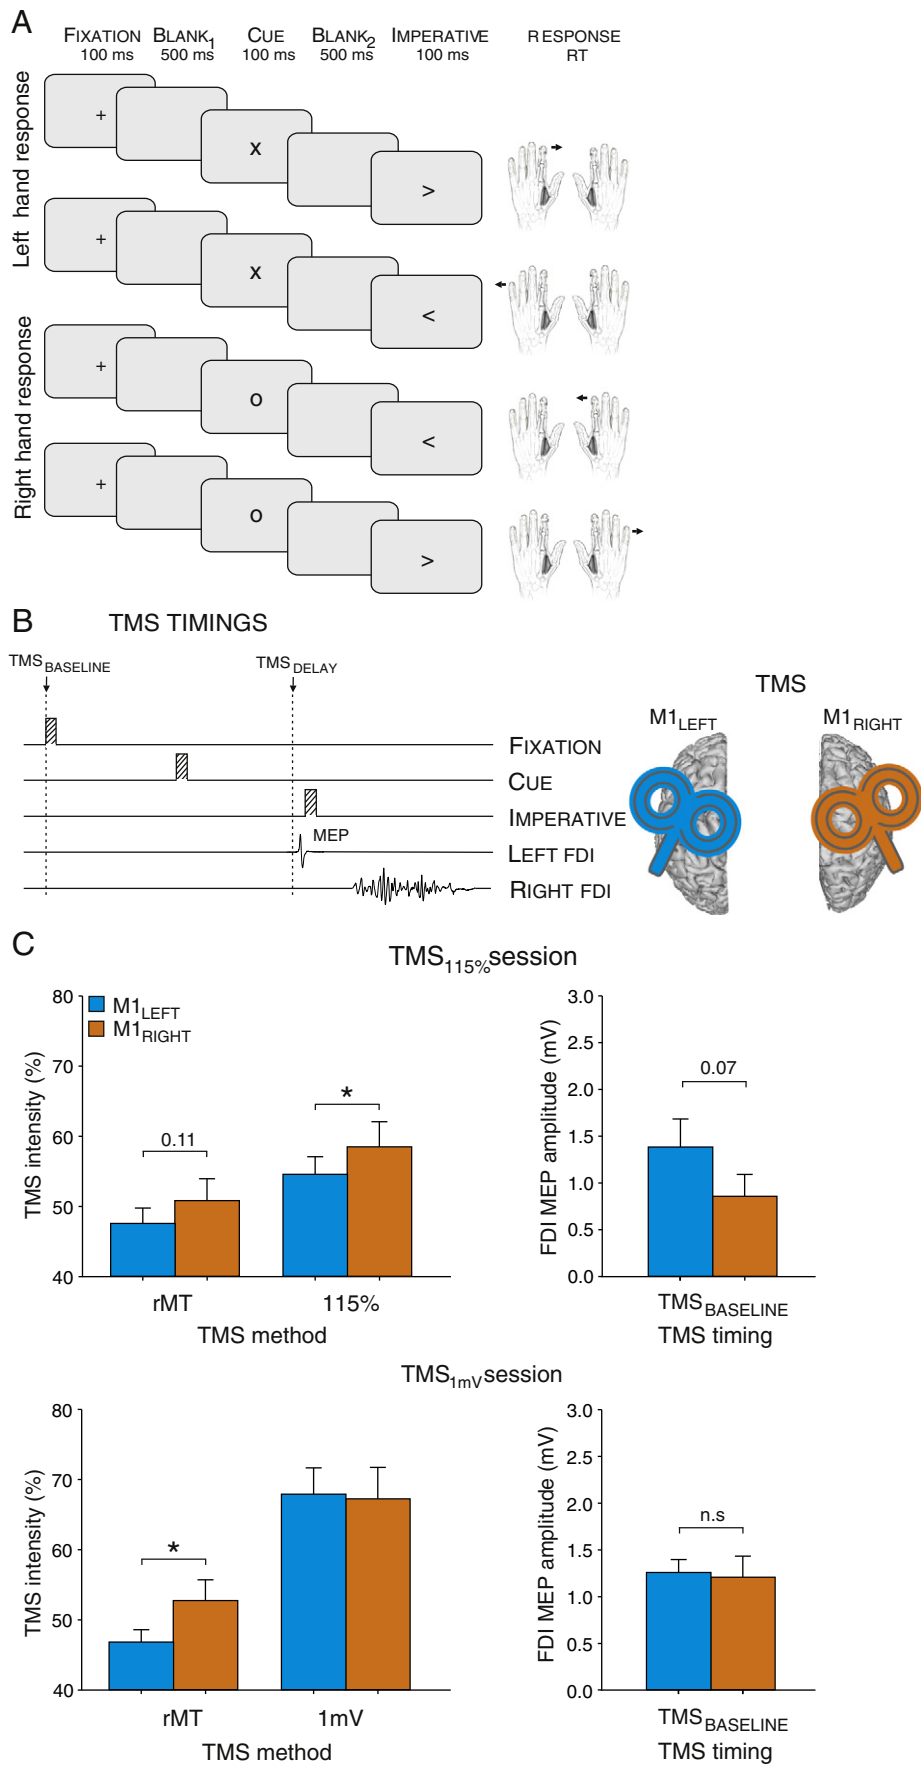 A
FIXATION BLANK1 CUE BLANK2 IMPERATIVE RESPONSE
100 ms 500 ms 100 ms 500 ms 100 ms RT
Left hand response
+ x >
+ x <
Right hand response
+ o <
+ o >
B TMS TIMINGS
TMSBASELINE TMSDELAY
FIXATION
CUE
IMPERATIVE
MEP
LEFT FDI
RIGHT FDI
TMS
M1LEFT M1RIGHT
C
TMS115% session
TMS intensity (%)
80
70
60
50
40
M1LEFT
M1RIGHT
0.11
*
rMT 115%
TMS method
FDI MEP amplitude (mV)
3.0
2.5
2.0
1.5
1.0
0.5
0.0
0.07
TMSBASELINE
TMS timing
TMS1mV session
TMS intensity (%)
80
70
60
50
40
*
rMT 1mV
TMS method
FDI MEP amplitude (mV)
3.0
2.5
2.0
1.5
1.0
0.5
0.0
n.s
TMSBASELINE
TMS timing